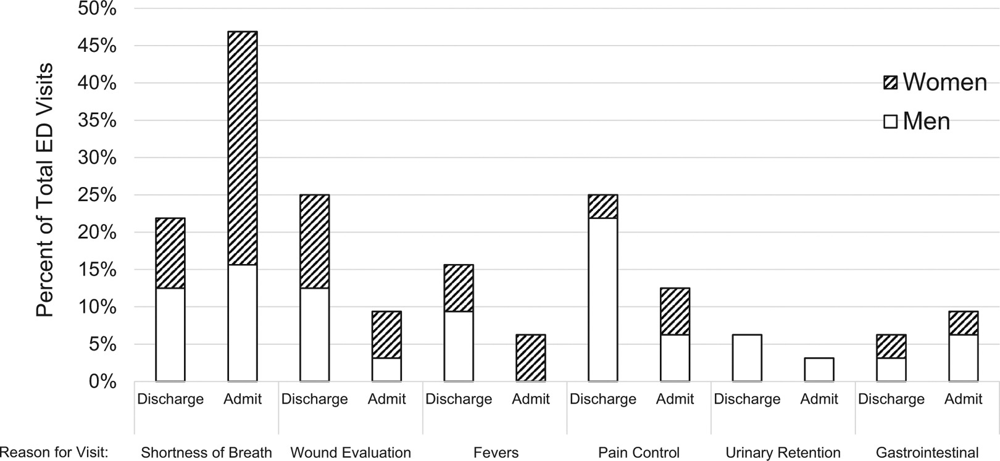 50%
45%
40%
35%
30%
25%
20%
15%
10%
5%
0%
Percent of Total ED Visits
Women
Men
Discharge Admit Discharge Admit Discharge Admit Discharge Admit Discharge Admit Discharge Admit
Reason for Visit: Shortness of Breath Wound Evaluation Fevers Pain Control Urinary Retention Gastrointestinal